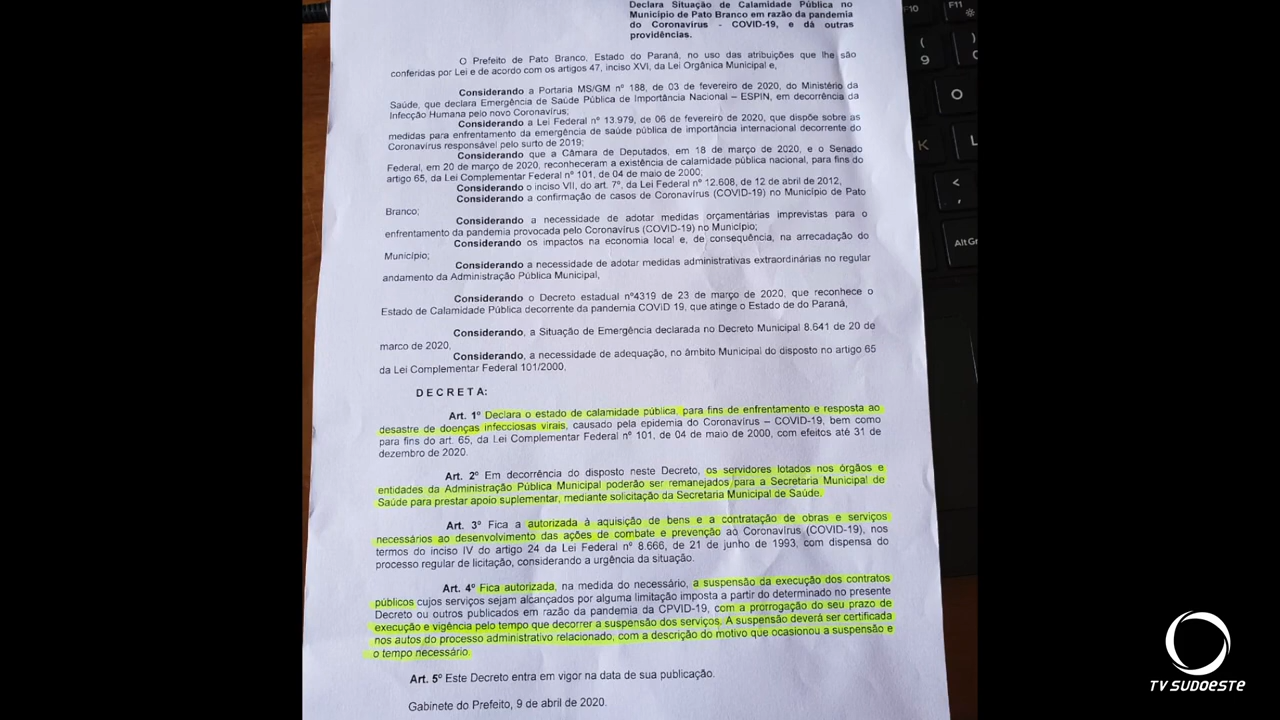 Declara Situação de Calamidade Pública no
Município de Pato Branco em razão da pandemia
do Coronavírus - COVID-19, e dá outras
providências.
O Prefeito de Pato Branco, Estado do Paraná, no uso das atribuições que lhe são
conferidas por Lei e de acordo com os artigos 47, inciso XVI, da Lei Orgânica Municipal e,
Considerando a Portaria MS/GM nº 188, de 03 de fevereiro de 2020, do Ministério da
Saúde, que declara Emergência de Saúde Pública de Importância Nacional – ESPIN, em decorrência da
Infecção Humana pelo novo Coronavírus;
Considerando a Lei Federal nº 13.979, de 06 de fevereiro de 2020, que dispõe sobre as
medidas para enfrentamento da emergência de saúde pública de importância internacional decorrente do
Coronavírus responsável pelo surto de 2019;
Considerando que a Câmara de Deputados, em 18 de março de 2020, e o Senado
Federal, em 20 de março de 2020, reconheceram a existência de calamidade pública nacional, para fins do
artigo 65, da Lei Complementar Federal nº 101, de 04 de maio de 2000;
Considerando o inciso VII, do art. 7º, da Lei Federal nº 12.608, de 12 de abril de 2012,
Considerando a confirmação de casos de Coronavírus (COVID-19) no Município de Pato
Branco;
Considerando a necessidade de adotar medidas orçamentárias imprevistas para o
enfrentamento da pandemia provocada pelo Coronavírus (COVID-19) no Município;
Considerando os impactos na economia local e, de consequência, na arrecadação do
Município;
Considerando a necessidade de adotar medidas administrativas extraordinárias no regular
andamento da Administração Pública Municipal,
Considerando o Decreto estadual nº4319 de 23 de março de 2020, que reconhece o
Estado de Calamidade Pública decorrente da pandemia COVID 19, que atinge o Estado de do Paraná,
Considerando, a Situação de Emergência declarada no Decreto Municipal 8.641 de 20 de
marco de 2020,
Considerando, a necessidade de adequação, no âmbito Municipal do disposto no artigo 65
da Lei Complementar Federal 101/2000,
D E C R E T A:
Art. 1º Declara o estado de calamidade pública, para fins de enfrentamento e resposta ao
desastre de doenças infecciosas virais, causado pela epidemia do Coronavírus – COVID-19, bem como
para fins do art. 65, da Lei Complementar Federal nº 101, de 04 de maio de 2000, com efeitos até 31 de
dezembro de 2020.
Art. 2º Em decorrência do disposto neste Decreto, os servidores lotados nos órgãos e
entidades da Administração Pública Municipal poderão ser remanejados para a Secretaria Municipal de
Saúde para prestar apoio suplementar, mediante solicitação da Secretaria Municipal de Saúde.
Art. 3º Fica a autorizada à aquisição de bens e a contratação de obras e serviços
necessários ao desenvolvimento das ações de combate e prevenção ao Coronavírus (COVID-19), nos
termos do inciso IV do artigo 24 da Lei Federal nº 8.666, de 21 de junho de 1993, com dispensa do
processo regular de licitação, considerando a urgência da situação.
Art. 4º Fica autorizada, na medida do necessário, a suspensão da execução dos contratos
públicos cujos serviços sejam alcançados por alguma limitação imposta a partir do determinado no presente
Decreto ou outros publicados em razão da pandemia da CPVID-19, com a prorrogação do seu prazo de
execução e vigência pelo tempo que decorrer a suspensão dos serviços. A suspensão deverá ser certificada
nos autos do processo administrativo relacionado, com a descrição do motivo que ocasionou a suspensão e
o tempo necessário.
Art. 5º Este Decreto entra em vigor na data de sua publicação.
Gabinete do Prefeito, 9 de abril de 2020.
F10
F11
(
9
)
O
K
L
<
,
Alt Gr
TV SUDOESTE